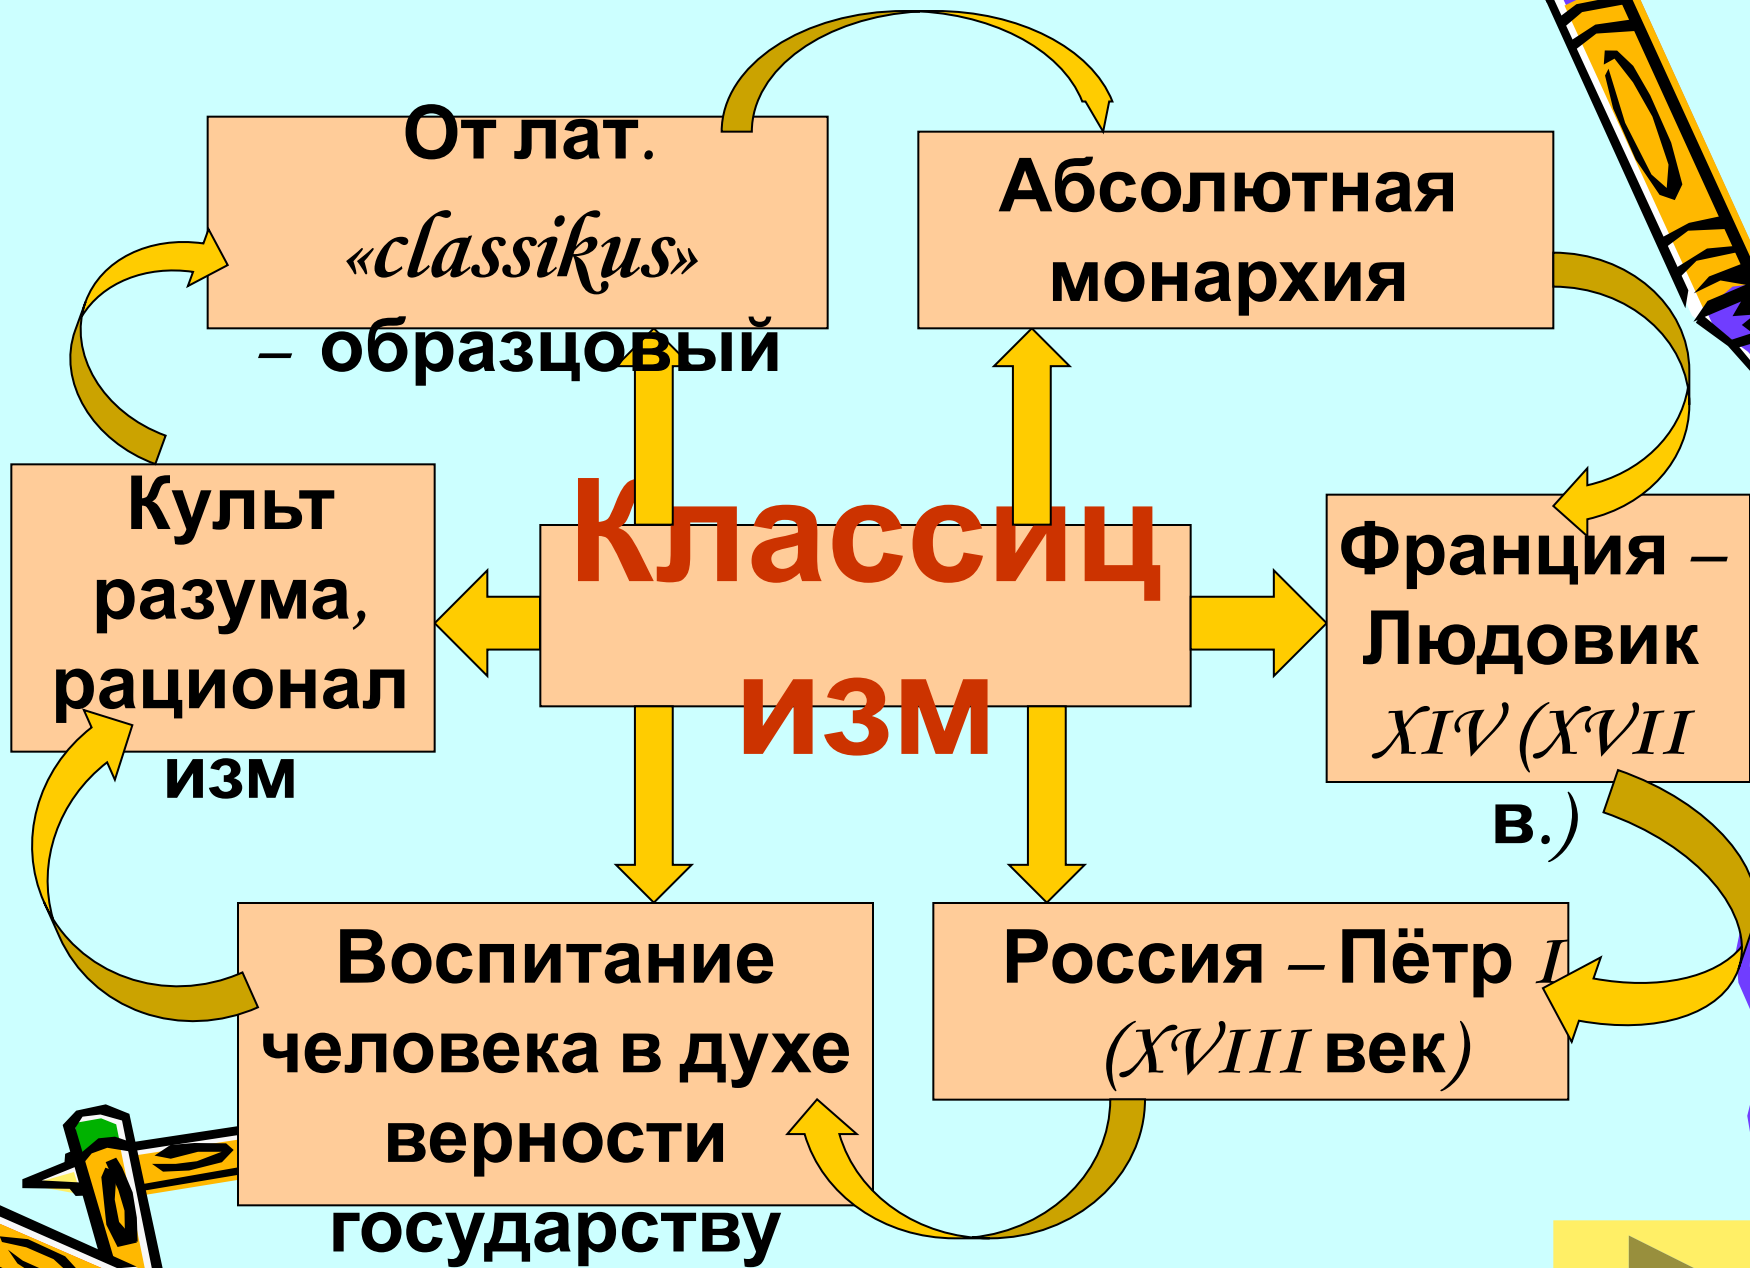 От лат.
«classikus»
– образцовый
Абсолютная
монархия
Культ
разума,
рационал
изм
Классиц
изм
Франция –
Людовик
XIV (XVII
в.)
Воспитание
человека в духе
верности
государству
Россия – Пётр I
(XVIII век)